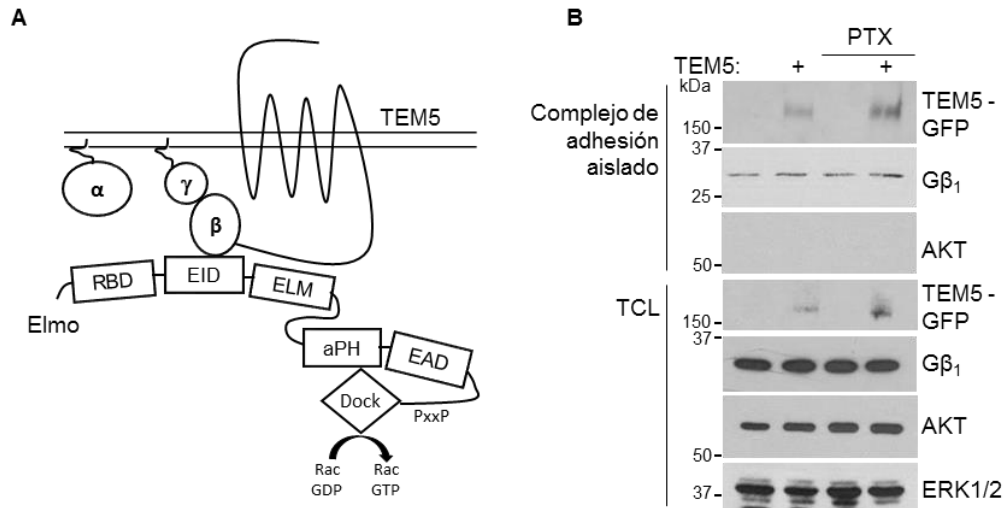 A
TEM5
α
γ
β
RBD
EID
ELM
Elmo
aPH
EAD
Dock
PxxP
Rac
GDP
Rac
GTP
B
PTX
TEM5:
+
+
kDa
Complejo de
adhesión
aislado
150
TEM5 -
GFP
37
25
Gβ₁
50
AKT
TCL
150
TEM5 -
GFP
37
Gβ₁
50
AKT
37
ERK1/2